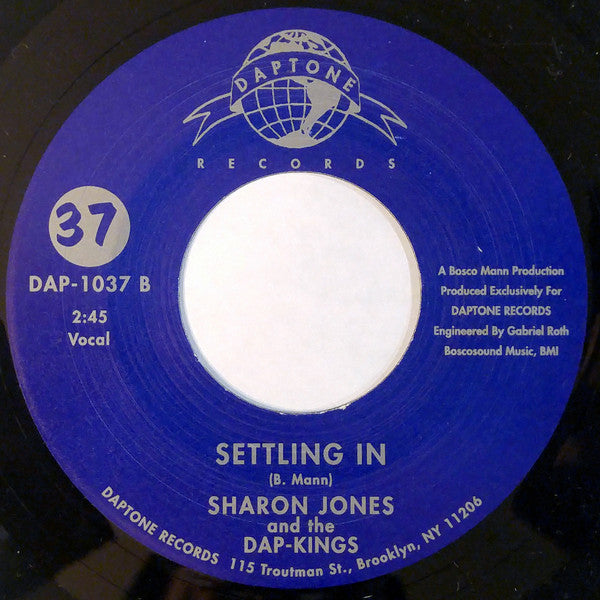 DAPTONE
RECORDS
37
DAP-1037 B
2:45
Vocal
A Bosco Mann Production
Produced Exclusively For
DAPTONE RECORDS
Engineered By Gabriel Roth
Boscosound Music, BMI
SETTLING IN
(B. Mann)
SHARON JONES
and the
DAP-KINGS
DAPTONE RECORDS 115 Troutman St., Brooklyn, NY 11206